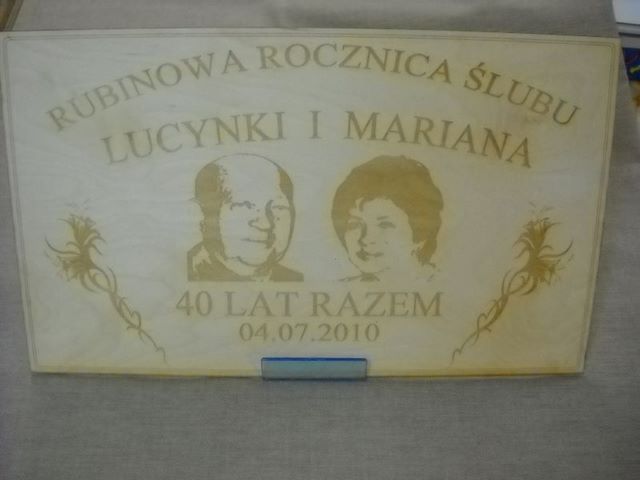 RUBINOWA ROCZNICA ŚLUBU
LUCYNKI I MARIANA
40 LAT RAZEM
04.07.2010